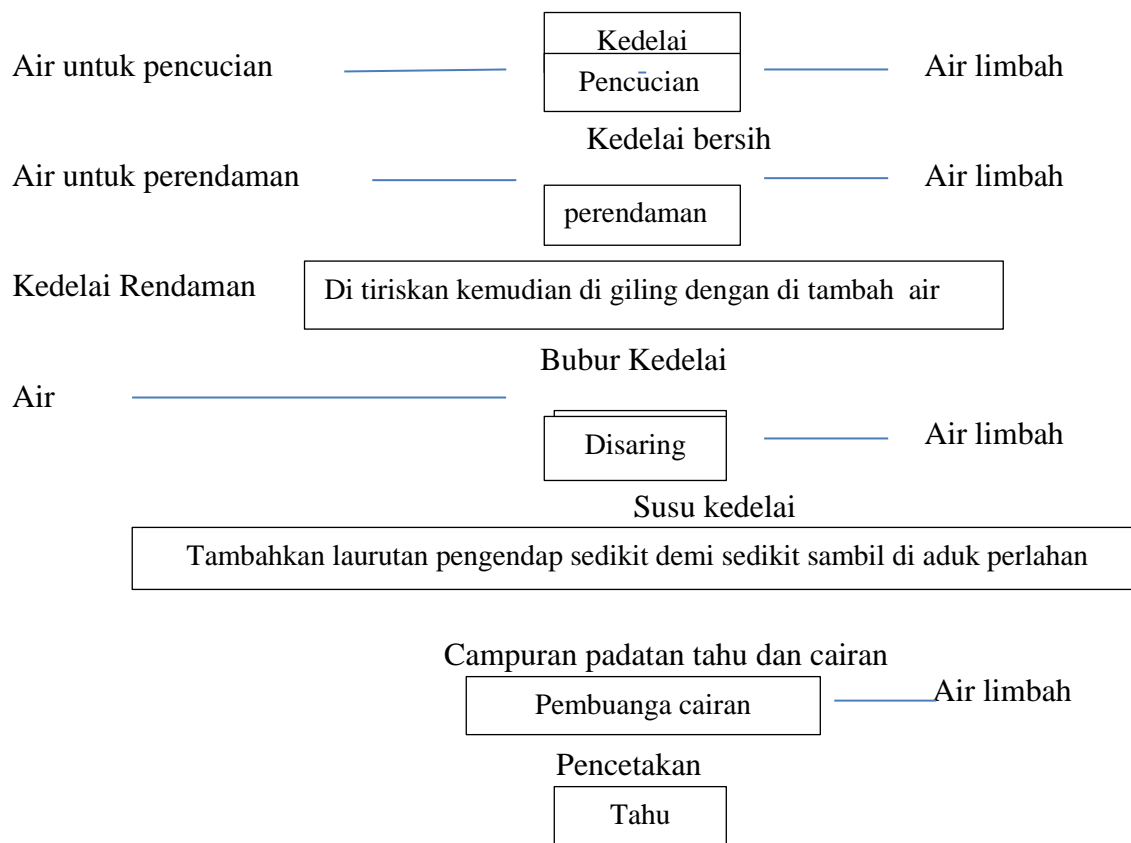 Kedelai
Air untuk pencucian
Pencucian
Air limbah
Kedelai bersih
Air untuk perendaman
Air limbah
perendaman
Kedelai Rendaman
Di tiriskan kemudian di giling dengan di tambah air
Bubur Kedelai
Air
Disaring
Air limbah
Susu kedelai
Tambahkan laurutan pengendap sedikit demi sedikit sambil di aduk perlahan
Campuran padatan tahu dan cairan
Pembuanga cairan
Air limbah
Pencetakan
Tahu